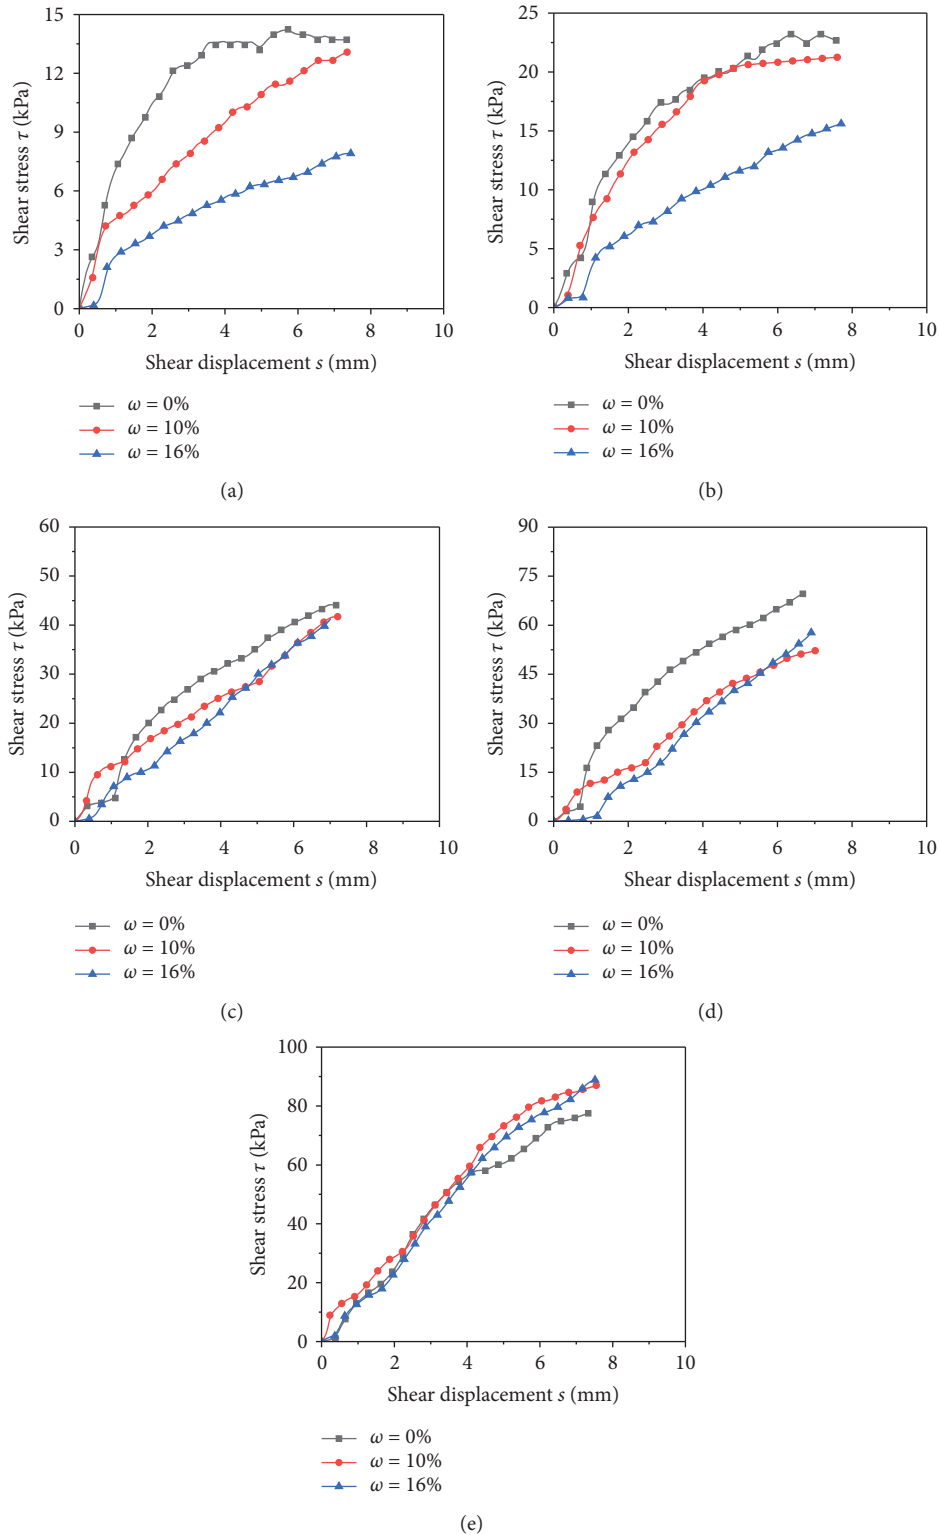 15
12
9
6
3
0
Shear stress τ (kPa)
0 2 4 6 8 10
Shear displacement s (mm)
ω = 0%
ω = 10%
ω = 16%
(a)
25
20
15
10
5
0
Shear stress τ (kPa)
0 2 4 6 8 10
Shear displacement s (mm)
ω = 0%
ω = 10%
ω = 16%
(b)
60
50
40
30
20
10
0
Shear stress τ (kPa)
0 2 4 6 8 10
Shear displacement s (mm)
ω = 0%
ω = 10%
ω = 16%
(c)
90
75
60
45
30
15
0
Shear stress τ (kPa)
0 2 4 6 8 10
Shear displacement s (mm)
ω = 0%
ω = 10%
ω = 16%
(d)
100
80
60
40
20
0
Shear stress τ (kPa)
0 2 4 6 8 10
Shear displacement s (mm)
ω = 0%
ω = 10%
ω = 16%
(e)